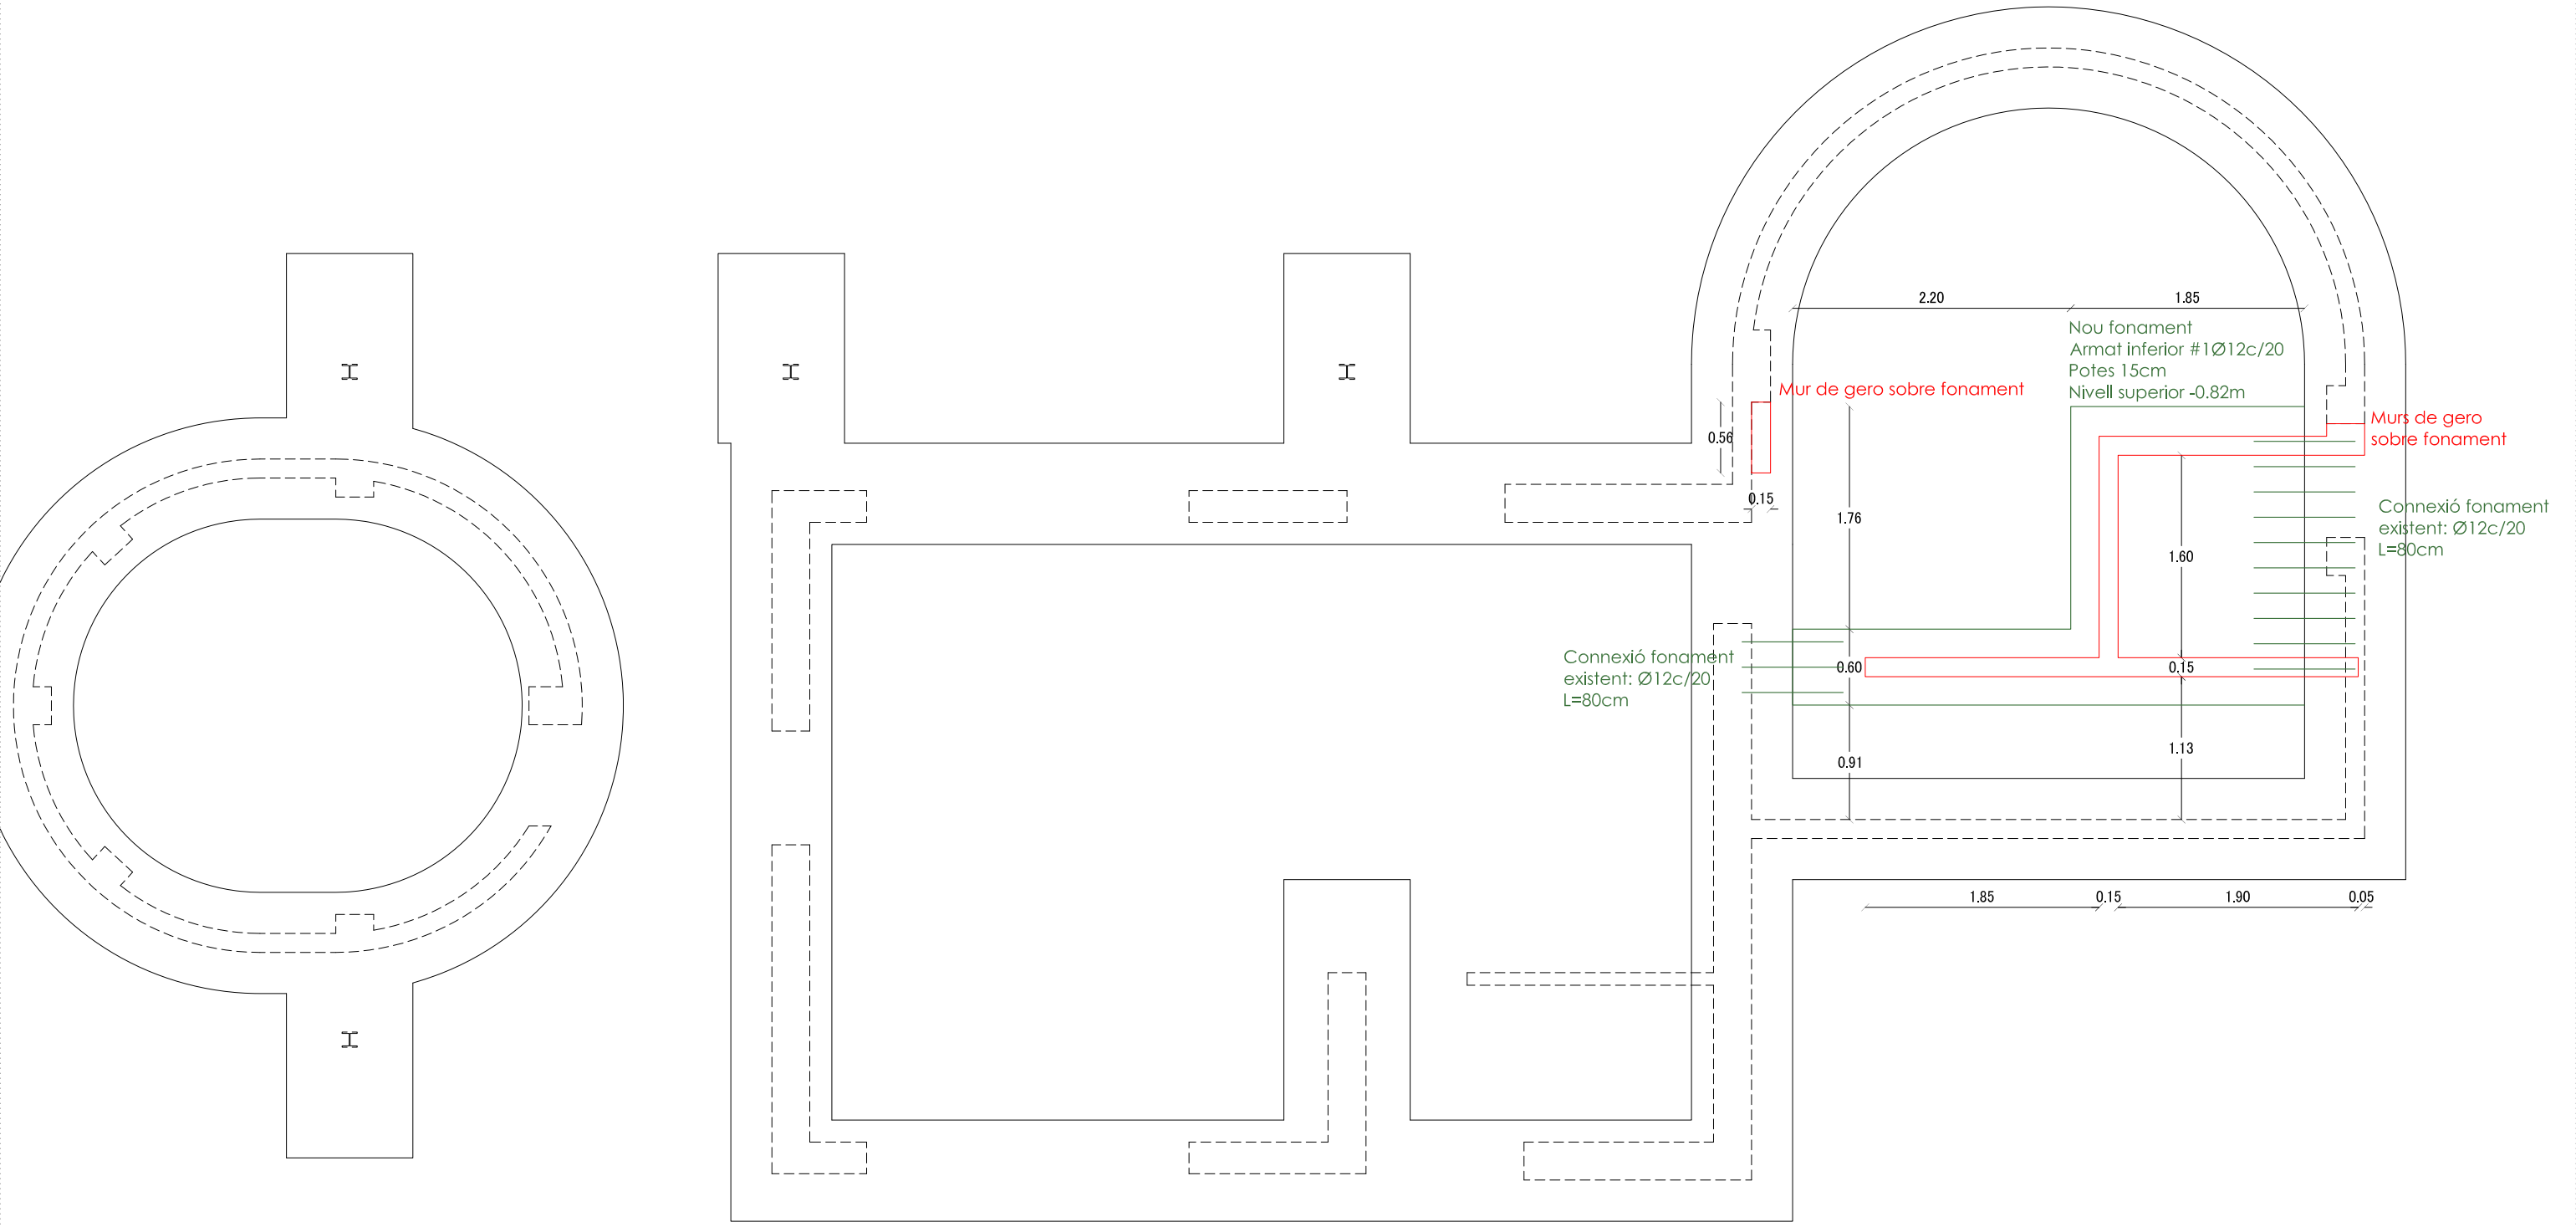 2.20
1.85
Nou fonament
Armat inferior #1Ø12c/20
Potes 15cm
Nivell superior -0.82m
Mur de gero sobre fonament
Murs de gero
sobre fonament
0.56
0.15
1.76
Connexió fonament
existent: Ø12c/20
L=80cm
1.60
Connexió fonament
existent: Ø12c/20
L=80cm
0.60
0.15
0.91
1.13
1.85
0.15
1.90
0.05